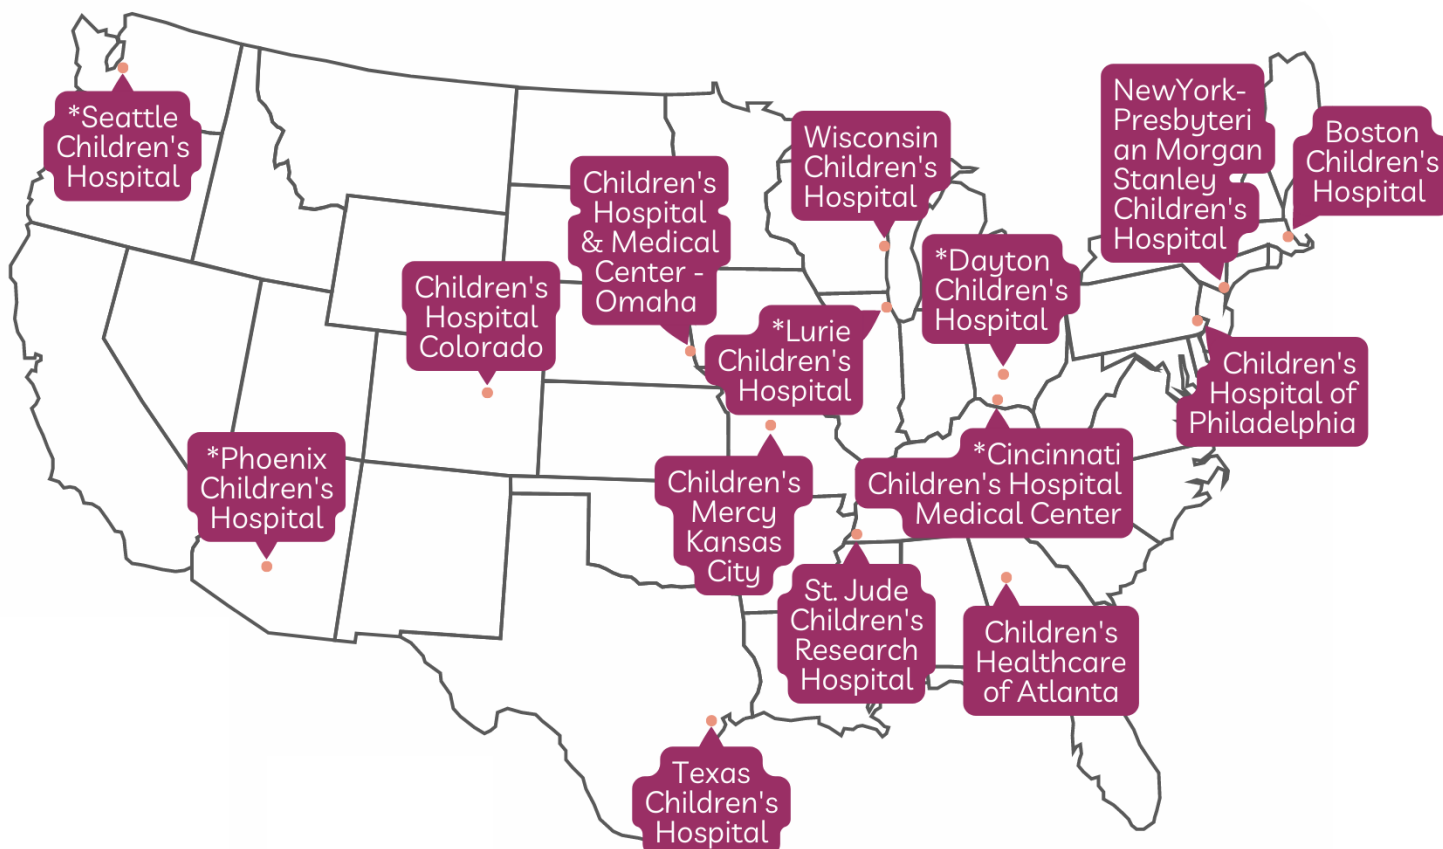 *Seattle
Children's
Hospital
Children's
Hospital
Colorado
*Phoenix
Children's
Hospital
Children's
Hospital
& Medical
Center -
Omaha
Wisconsin
Children's
Hospital
*Lurie
Children's
Hospital
Children's
Mercy
Kansas
City
*Dayton
Children's
Hospital
*Cincinnati
Children's Hospital
Medical Center
NewYork-
Presbyteri
an Morgan
Stanley
Children's
Hospital
Boston
Children's
Hospital
Children's
Hospital of
Philadelphia
St. Jude
Children's
Research
Hospital
Children's
Healthcare
of Atlanta
Texas
Children's
Hospital